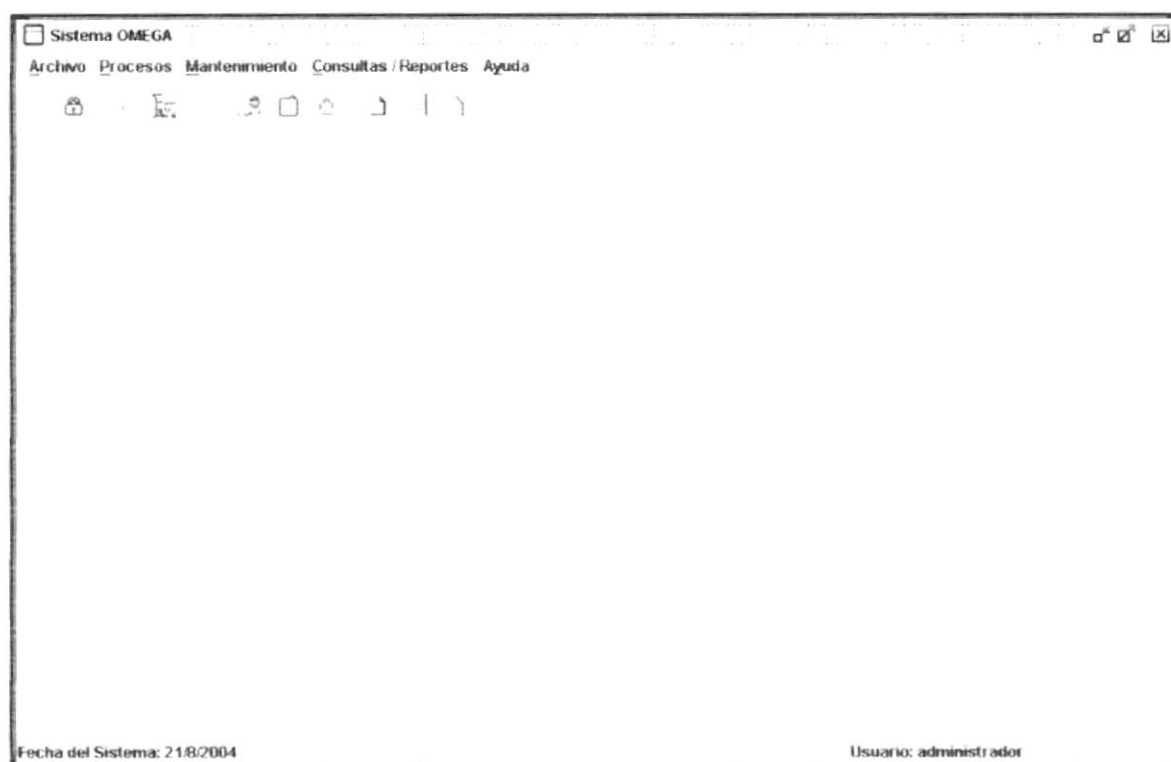 Sistema OMEGA
Archivo Procesos Mantenimiento Consultas / Reportes Ayuda
Fecha del Sistema: 21/8/2004 Usuario: administrador